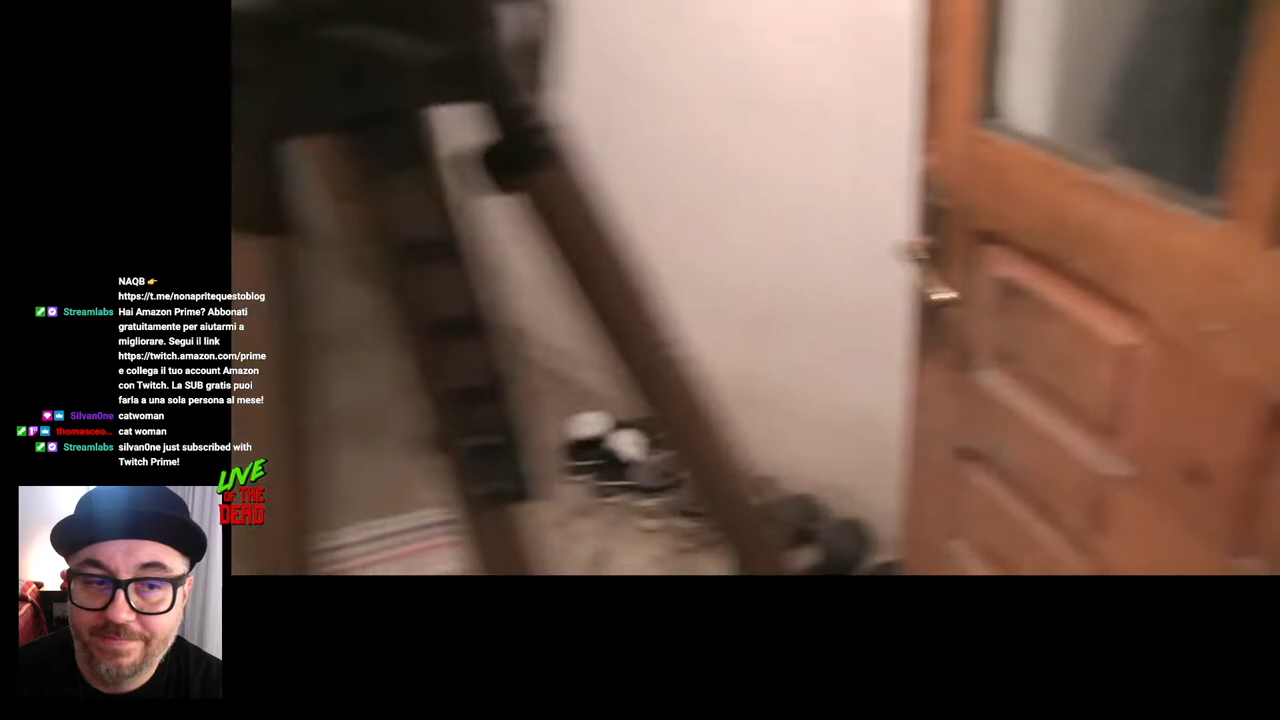 NAQB 👉
https://t.me/nonapritequestoblog
Streamlabs Hai Amazon Prime? Abbonati
gratuitamente per aiutarmi a
migliorare. Segui il link
https://twitch.amazon.com/prime
e collega il tuo account Amazon
con Twitch. La SUB gratis puoi
farla a una sola persona al mese!
Silvan0ne catwoman
thomasceo... cat woman
Streamlabs silvan0ne just subscribed with
Twitch Prime!
LIVE
OF THE
DEAD